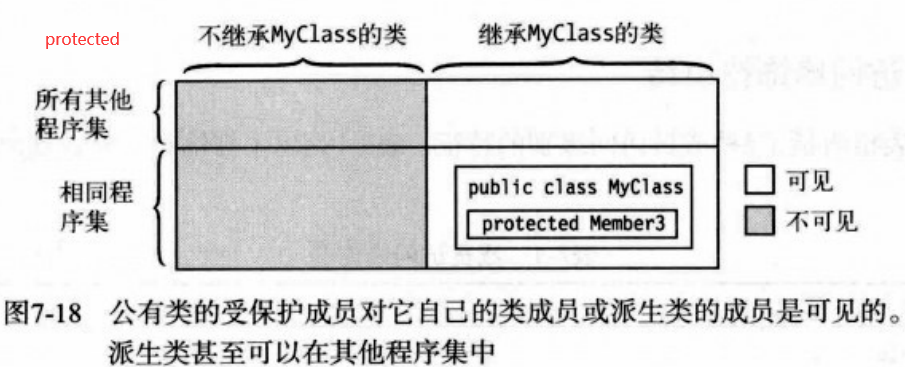 protected
不继承MyClass的类
继承MyClass的类
所有其他
程序集
相同程
序集
public class MyClass
protected Member3
可见
不可见
图7-18 公有类的受保护成员对它自己的类成员或派生类的成员是可见的。
派生类甚至可以在其他程序集中